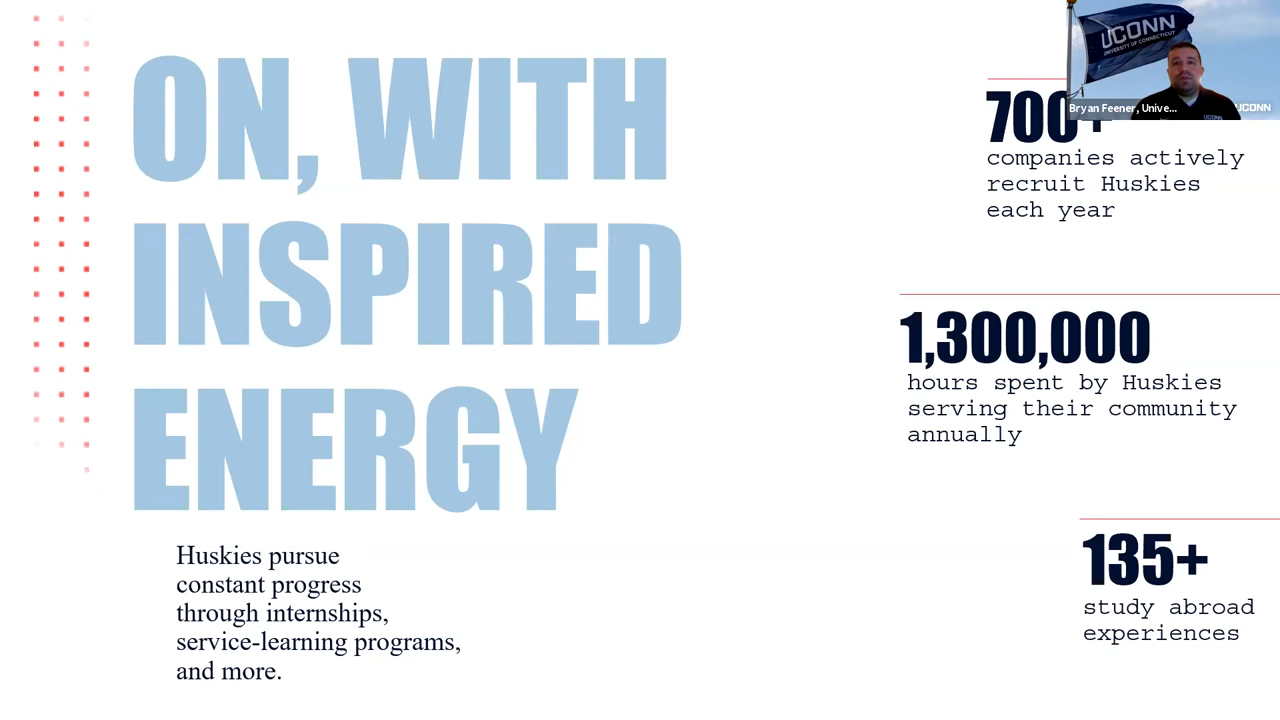 ON, WITH
INSPIRED
ENERGY
Huskies pursue
constant progress
through internships,
service-learning programs,
and more.
UCONN
UNIVERSITY OF CONNECTICUT
Bryan Feener, Unive...
UCONN
UCONN
700+
companies actively
recruit Huskies
each year
1,300,000
hours spent by Huskies
serving their community
annually
135+
study abroad
experiences